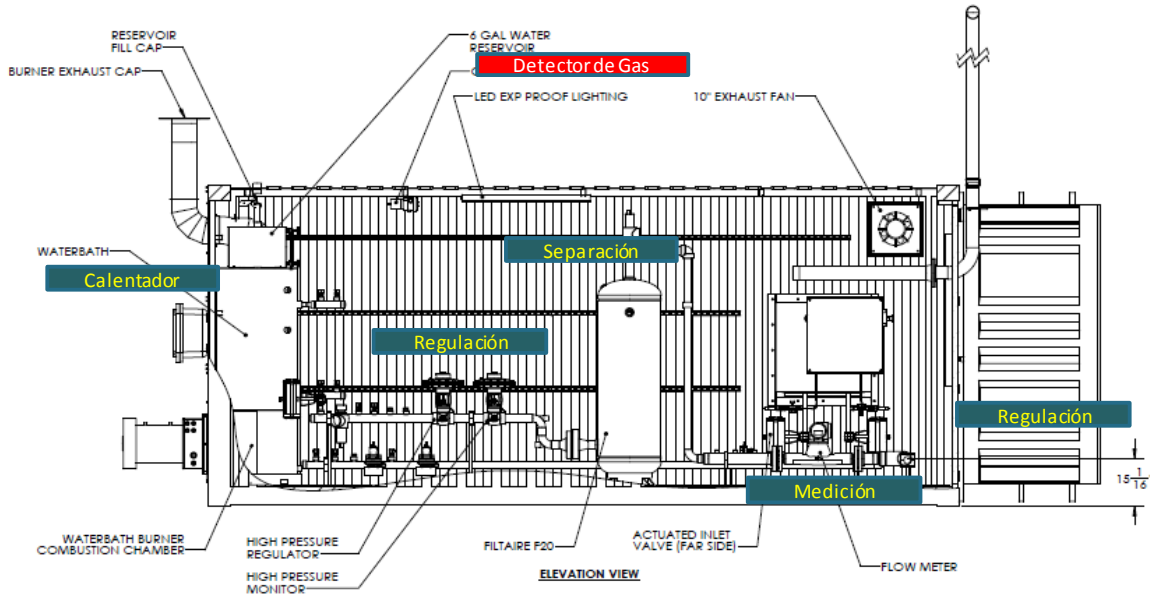 RESERVOIR
FILL CAP
BURNER EXHAUST CAP
6 GAL WATER
RESERVOIR
Detector de Gas
LED EXP PROOF LIGHTING
10" EXHAUST FAN
WATERBATH
Calentador
Separación
Regulación
Regulación
Medición
15 1/16
WATERBATH BURNER
COMBUSTION CHAMBER
HIGH PRESSURE
REGULATOR
HIGH PRESSURE
MONITOR
FILTAIRE F20
ACTUATED INLET
VALVE (FAR SIDE)
FLOW METER
ELEVATION VIEW